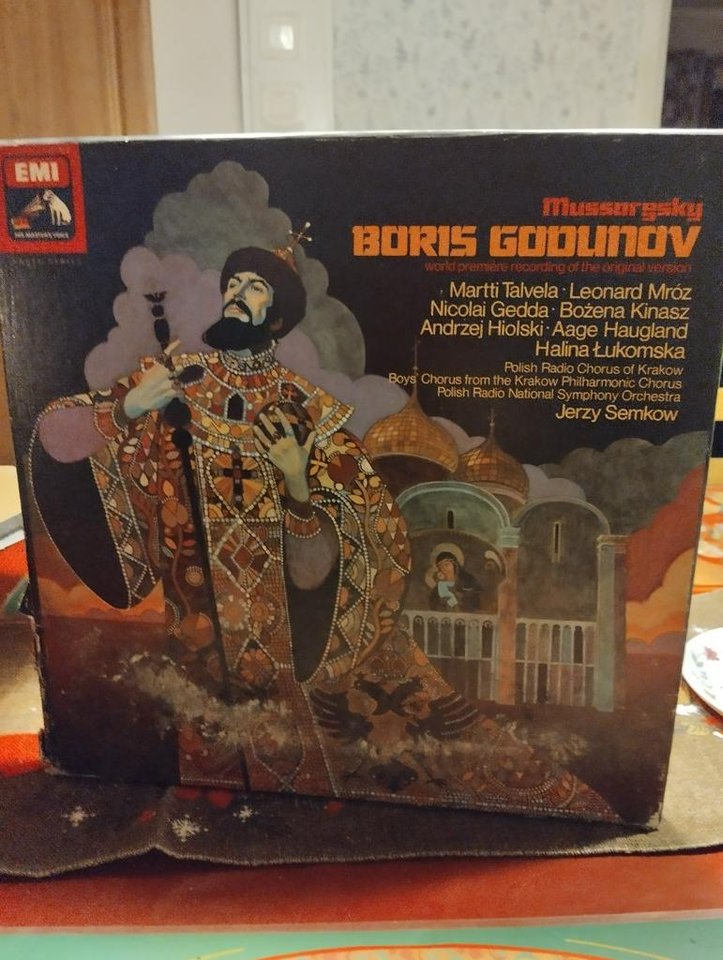 EMI
HIS MASTER'S VOICE
Mussorgsky
BORIS GODUNOV
world premiere recording of the original version
Martti Talvela · Leonard Mróz
Nicolai Gedda · Bożena Kinasz
Andrzej Hiolski · Aage Haugland
Halina Łukomska
Polish Radio Chorus of Krakow
Boys' Chorus from the Krakow Philharmonic Chorus
Polish Radio National Symphony Orchestra
Jerzy Semkow